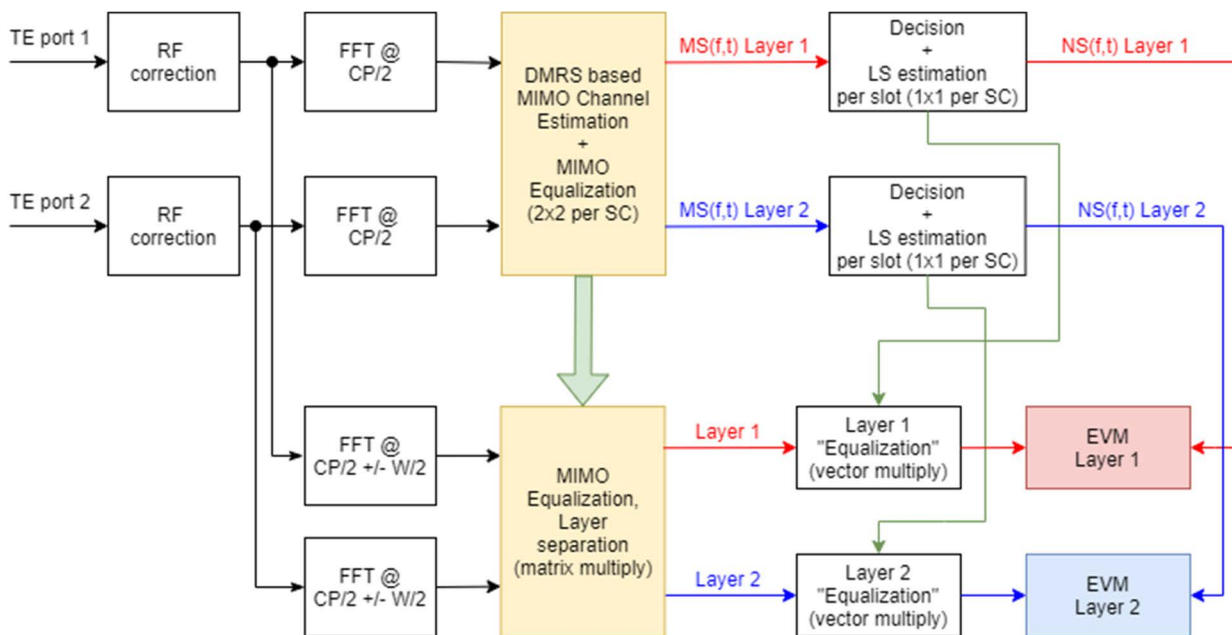 TE port 1
RF
correction
FFT @
CP/2
DMRS based
MIMO Channel
Estimation
+
MIMO
Equalization
(2x2 per SC)
MS(f,t) Layer 1
Decision
+
LS estimation
per slot (1x1 per SC)
NS(f,t) Layer 1
TE port 2
RF
correction
FFT @
CP/2
MS(f,t) Layer 2
Decision
+
LS estimation
per slot (1x1 per SC)
NS(f,t) Layer 2
FFT @
CP/2 +/- W/2
MIMO
Equalization,
Layer
separation
(matrix multiply)
Layer 1
Layer 1
"Equalization"
(vector multiply)
EVM
Layer 1
FFT @
CP/2 +/- W/2
Layer 2
Layer 2
"Equalization"
(vector multiply)
EVM
Layer 2